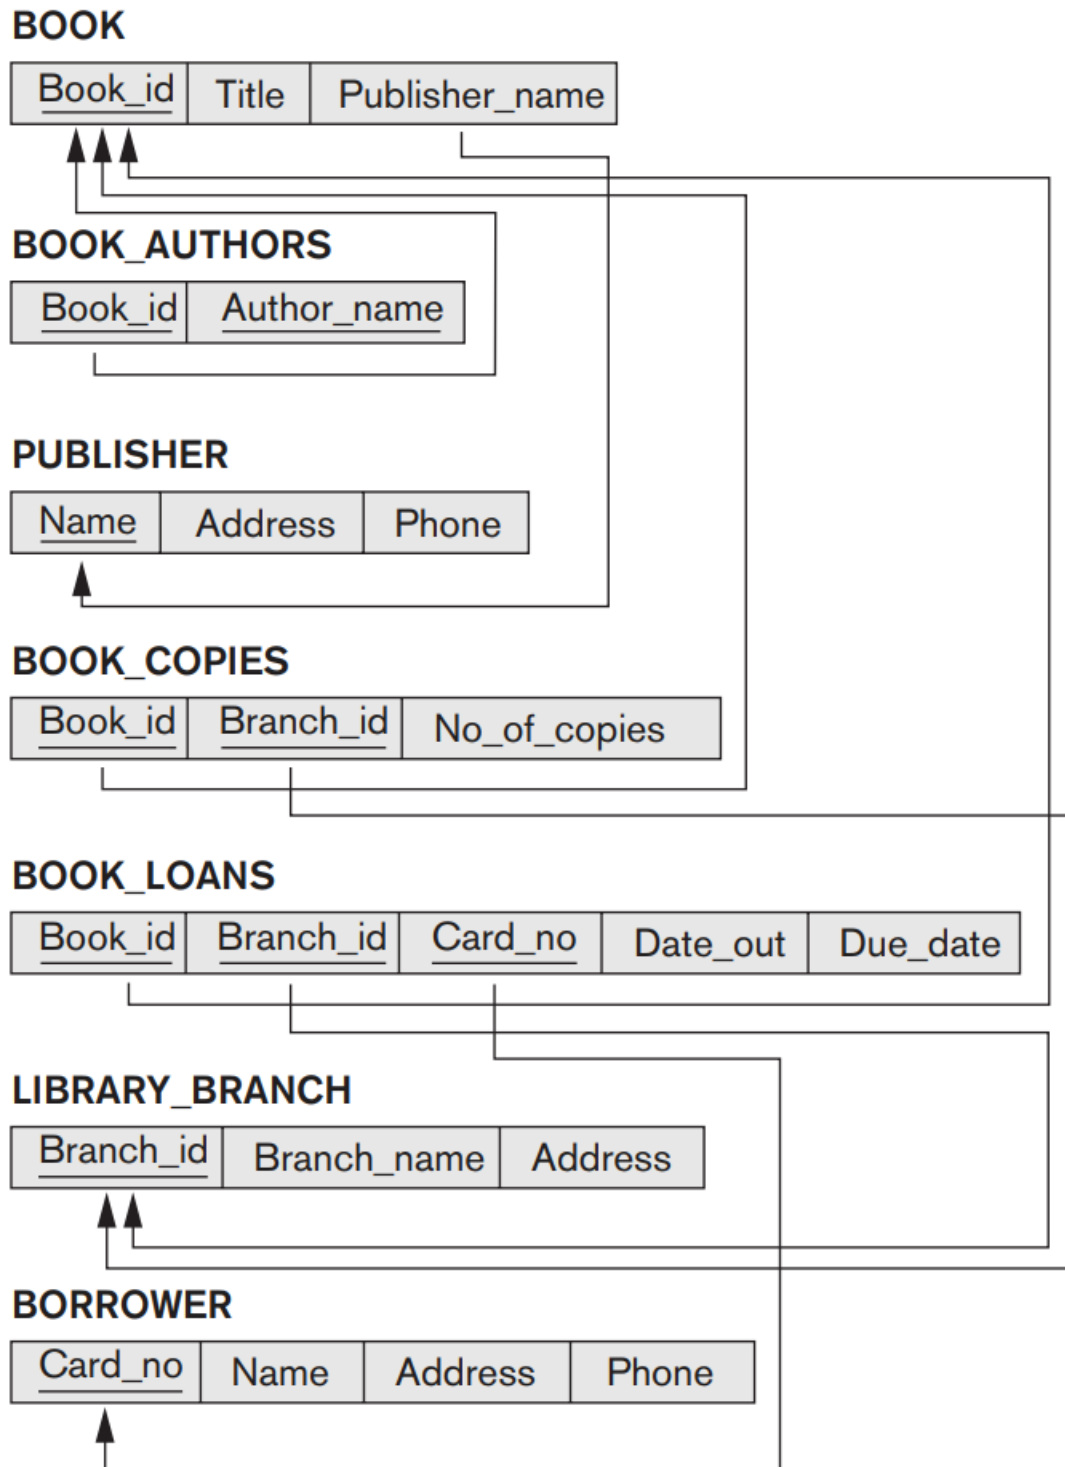 BOOK
Book_id Title Publisher_name
BOOK_AUTHORS
Book_id Author_name
PUBLISHER
Name Address Phone
BOOK_COPIES
Book_id Branch_id No_of_copies
BOOK_LOANS
Book_id Branch_id Card_no Date_out Due_date
LIBRARY_BRANCH
Branch_id Branch_name Address
BORROWER
Card_no Name Address Phone